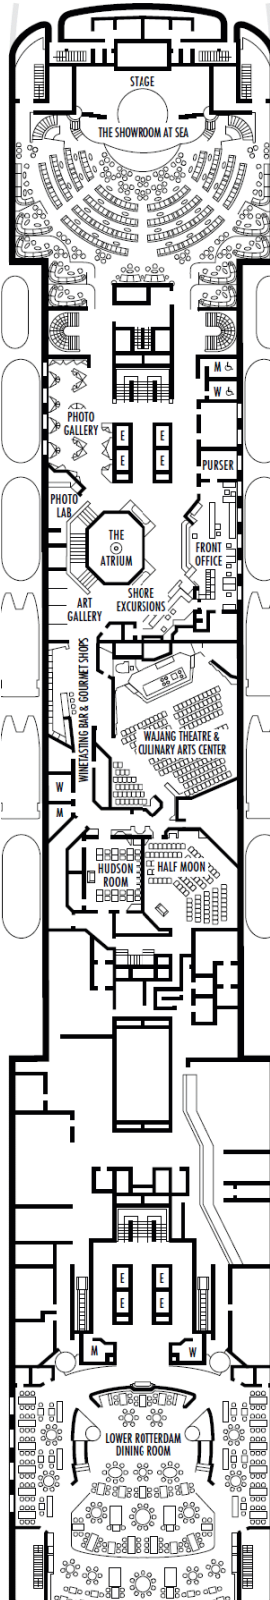 STAGE
THE SHOWROOM AT SEA
M
W
E E
E E
PHOTO
GALLERY
PURSER
PHOTO
LAB
THE
ATRIUM
FRONT
OFFICE
ART
GALLERY
SHORE
EXCURSIONS
WINETASTING BAR & GOURMET SHOPS
WAJANG THEATRE &
CULINARY ARTS CENTER
W
M
HUDSON
ROOM
HALF MOON
E E
E E
M W
LOWER ROTTERDAM
DINING ROOM